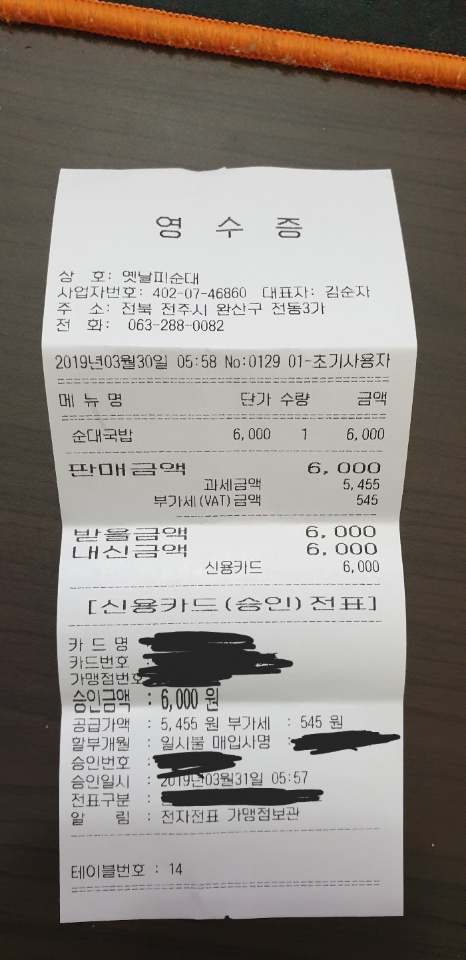 영 수 증
상 호: 옛날피순대
사업자번호: 402-07-46860 대표자: 김순자
주 소: 전북 전주시 완산구 전동3가
전 화: 063-288-0082
2019년03월30일 05:58 No:0129 01-초기사용자
메 뉴 명 단가 수량 금액
순대국밥 6,000 1 6,000
판매금액 6,000
과세금액 5,455
부가세(VAT)금액 545
받을금액 6,000
내신금액 6,000
신용카드 6,000
[신용카드(승인)전표]
카 드 명
카드번호 :
가맹점번호
승인금액 : 6,000 원
공급가액 : 5,455 원 부가세 : 545 원
할부개월 : 일시불 매입사명 :
승인번호 :
승인일시 : 2019년03월31일 05:57
전표구분 :
알 림 : 전자전표 가맹점보관
테이블번호 : 14